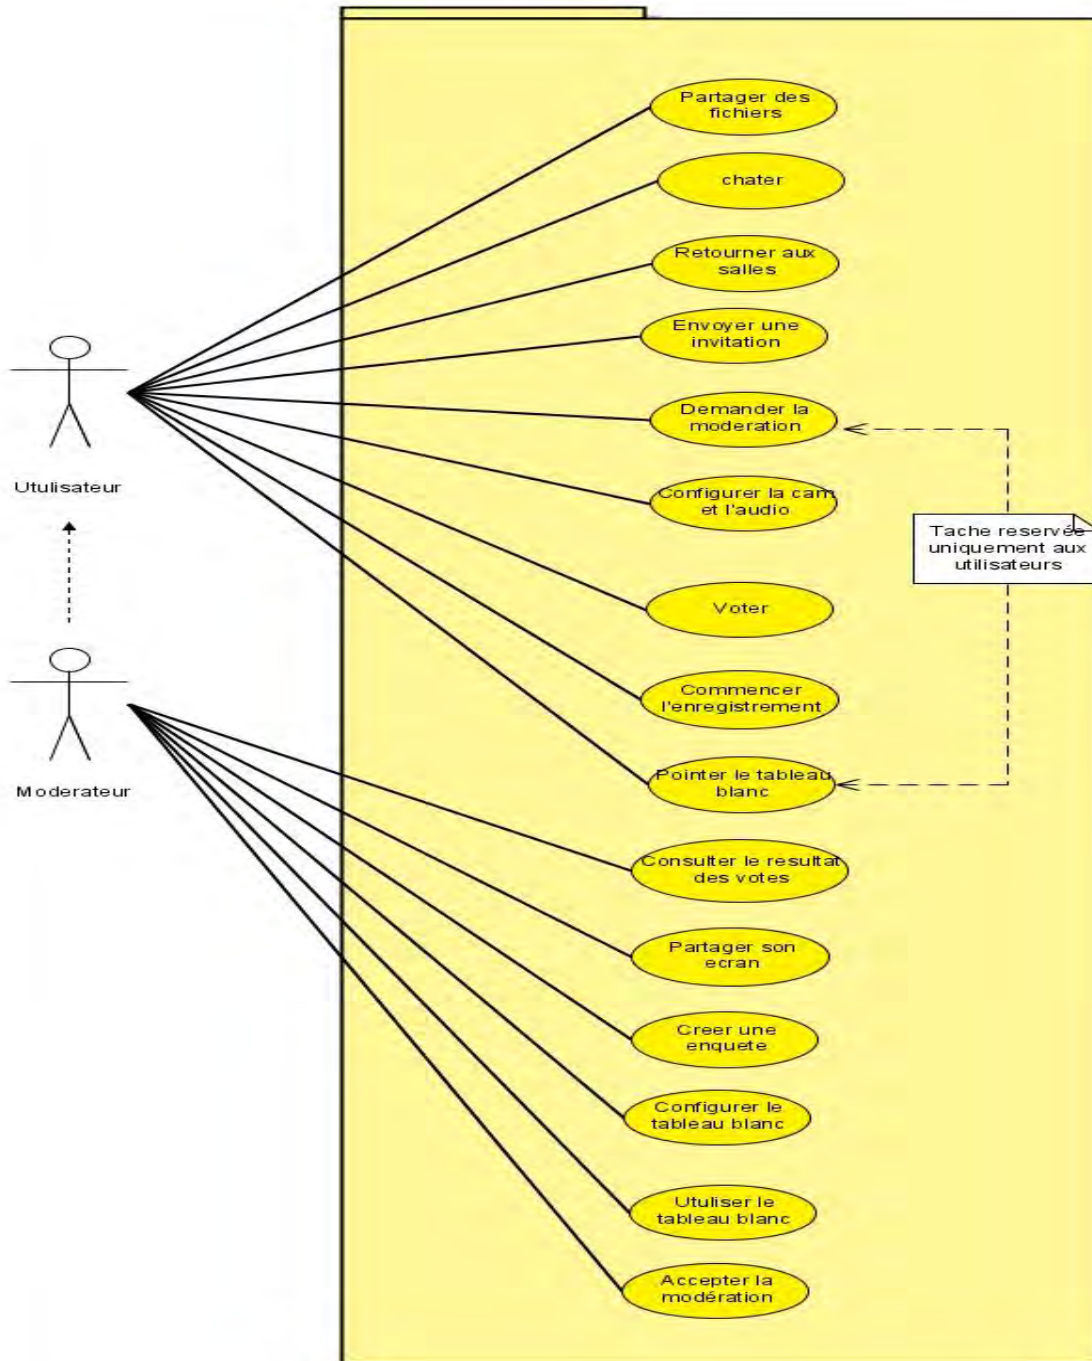 Partager des
fichiers
chater
Retourner aux
salles
Envoyer une
invitation
Utulisateur
Demander la
moderation
Configurer la cam
et l'audio
Tache reservée
uniquement aux
utilisateurs
Voter
Moderateur
Commencer
l'enregistrement
Pointer le tableau
blanc
Consulter le resultat
des votes
Partager son
ecran
Creer une
enquete
Configurer le
tableau blanc
Utuliser le
tableau blanc
Accepter la
modération